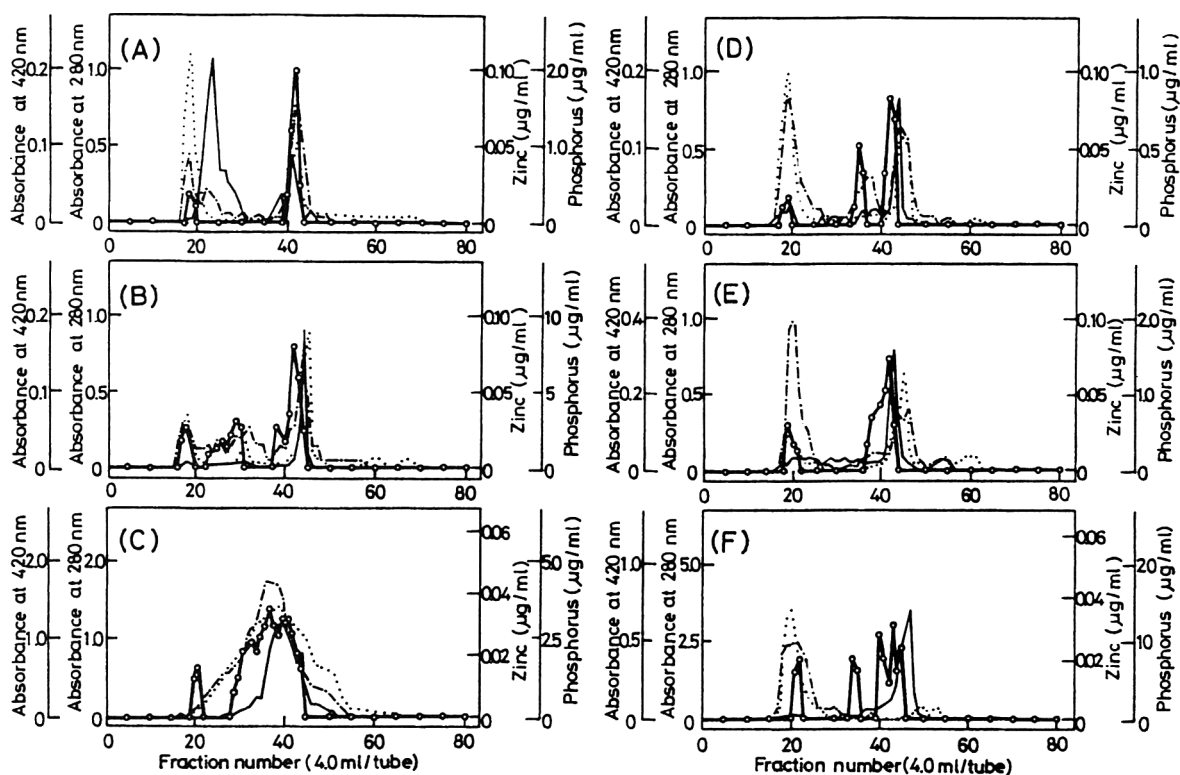 (A)
Absorbance at 420 nm
0.2
0.1
0
Absorbance at 280 nm
1.0
0.5
0
0 20 40 60 80
Zinc (μg/ml)
0.10
0.05
0
Phosphorus (μg/ml)
2.0
1.0
0
(B)
Absorbance at 420 nm
0.2
0.1
0
Absorbance at 280 nm
1.0
0.5
0
0 20 40 60 80
Zinc (μg/ml)
0.10
0.05
0
Phosphorus (μg/ml)
10
5
0
(C)
Absorbance at 420 nm
2.0
1.0
0
Absorbance at 280 nm
2.0
1.0
0
0 20 40 60 80
Zinc (μg/ml)
0.06
0.04
0.02
0
Phosphorus (μg/ml)
5.0
2.5
0
Fraction number (4.0 ml/tube)
(D)
Absorbance at 420 nm
0.2
0.1
0
Absorbance at 280 nm
1.0
0.5
0
0 20 40 60 80
Zinc (μg/ml)
0.10
0.05
0
Phosphorus (μg/ml)
1.0
0.5
0
(E)
Absorbance at 420 nm
0.4
0.2
0
Absorbance at 280 nm
1.0
0.5
0
0 20 40 60 80
Zinc (μg/ml)
0.10
0.05
0
Phosphorus (μg/ml)
2.0
1.0
0
(F)
Absorbance at 420 nm
1.0
0.5
0
Absorbance at 280 nm
5.0
2.5
0
0 20 40 60 80
Zinc (μg/ml)
0.06
0.04
0.02
0
Phosphorus (μg/ml)
20
10
0
Fraction number (4.0 ml/tube)